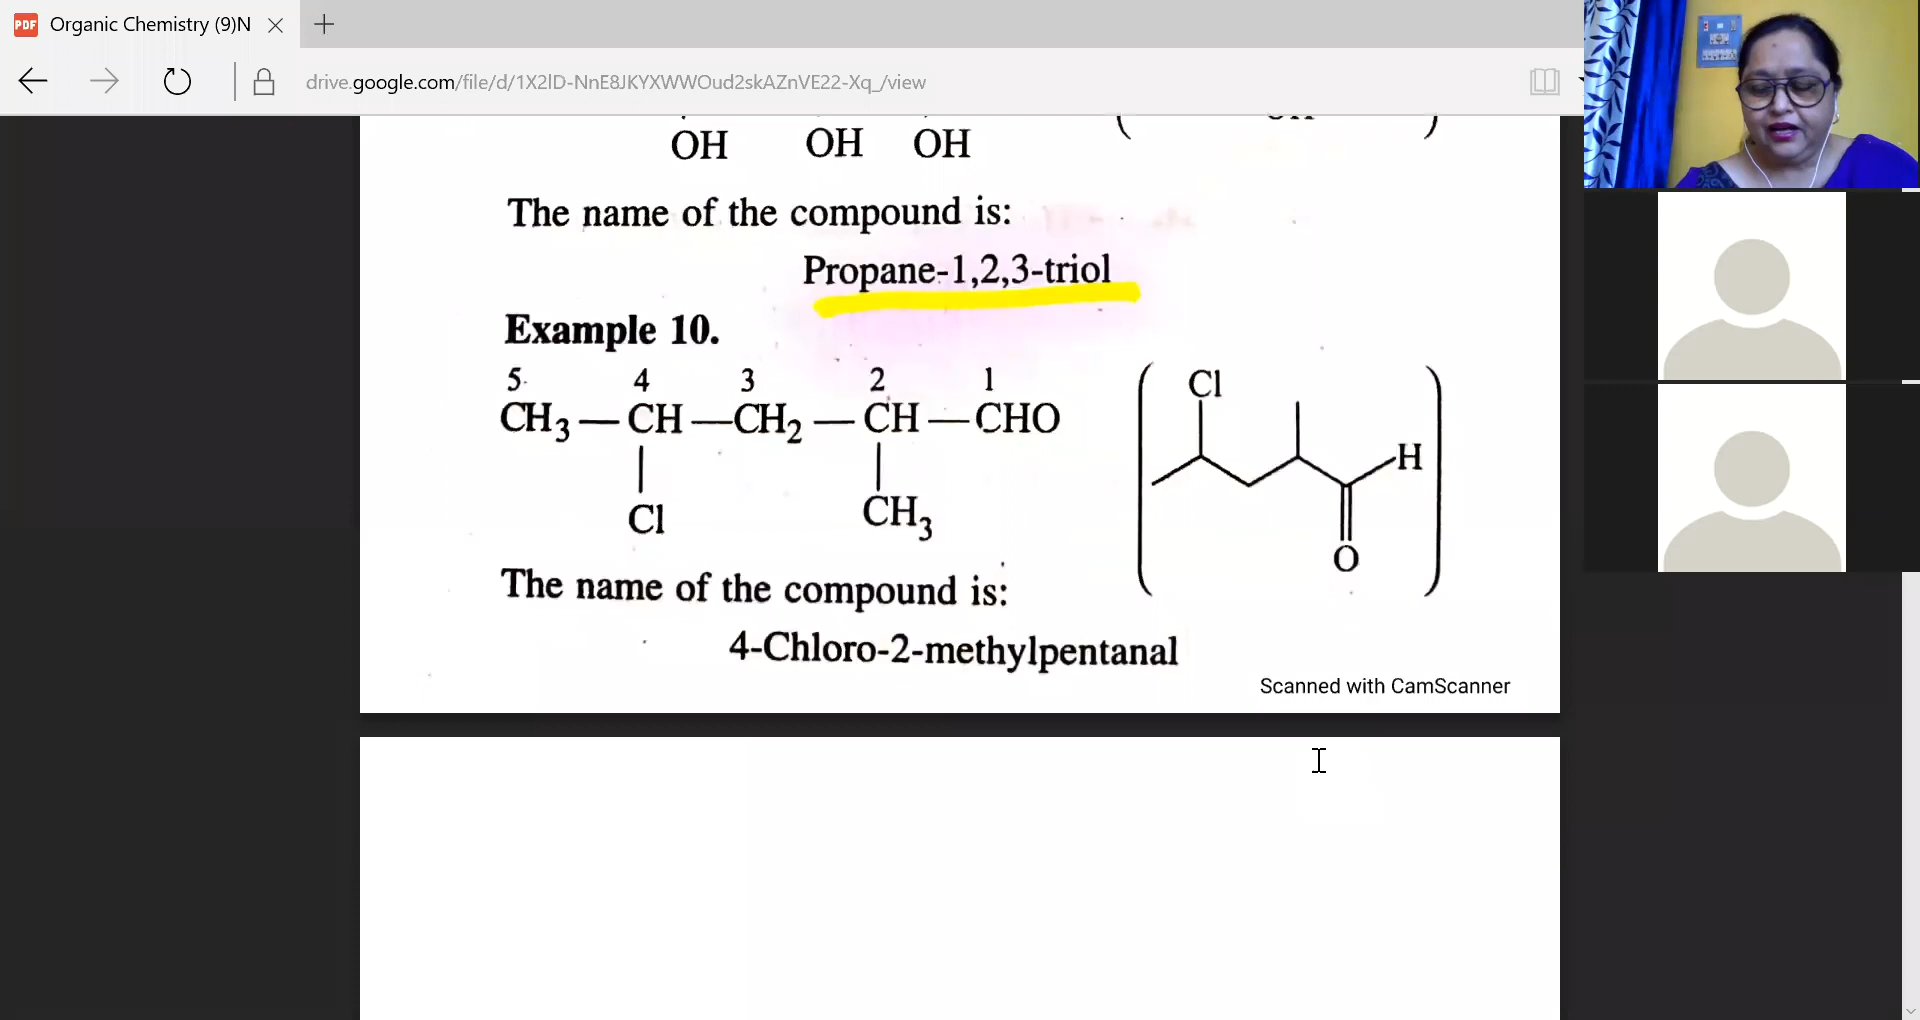 PDF Organic Chemistry (9)N
drive.google.com/file/d/1X2lD-NnE8JKYXWWOud2skAZnVE22-Xq_/view
OH OH OH
The name of the compound is:
Propane-1,2,3-triol
Example 10.
5 4 3 2 1
CH3 — CH — CH2 — CH — CHO
Cl CH3
Cl
H
O
The name of the compound is:
4-Chloro-2-methylpentanal
Scanned with CamScanner